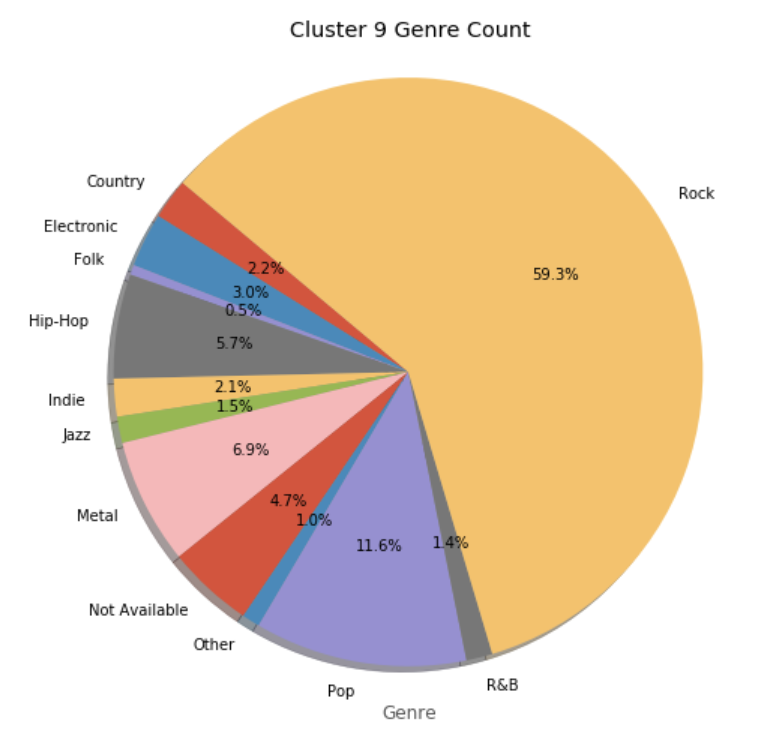 Cluster 9 Genre Count
Rock
59.3%
Country
2.2%
Electronic
3.0%
Folk
0.5%
Hip-Hop
5.7%
Indie
2.1%
Jazz
1.5%
Metal
6.9%
Not Available
4.7%
Other
1.0%
Pop
11.6%
R&B
1.4%
Genre